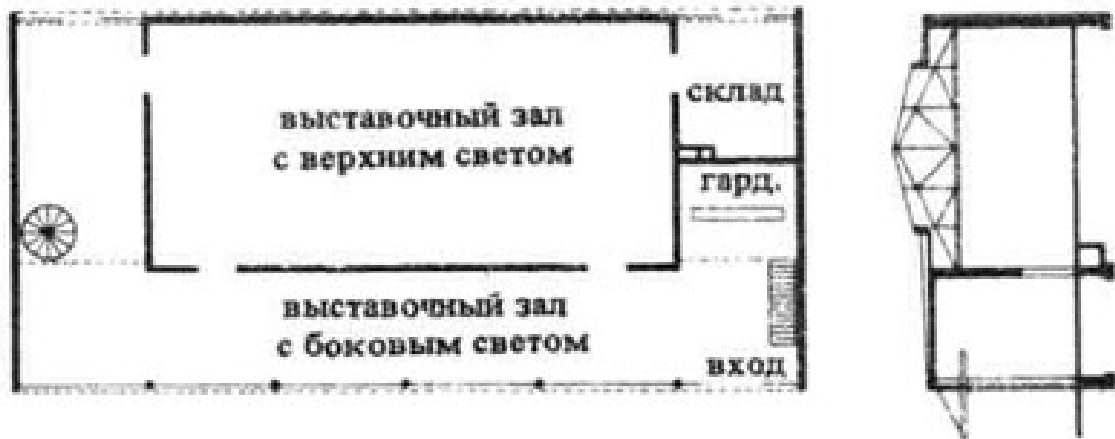 склад
выставочный зал
с верхним светом
гард.
выставочный зал
с боковым светом
вход